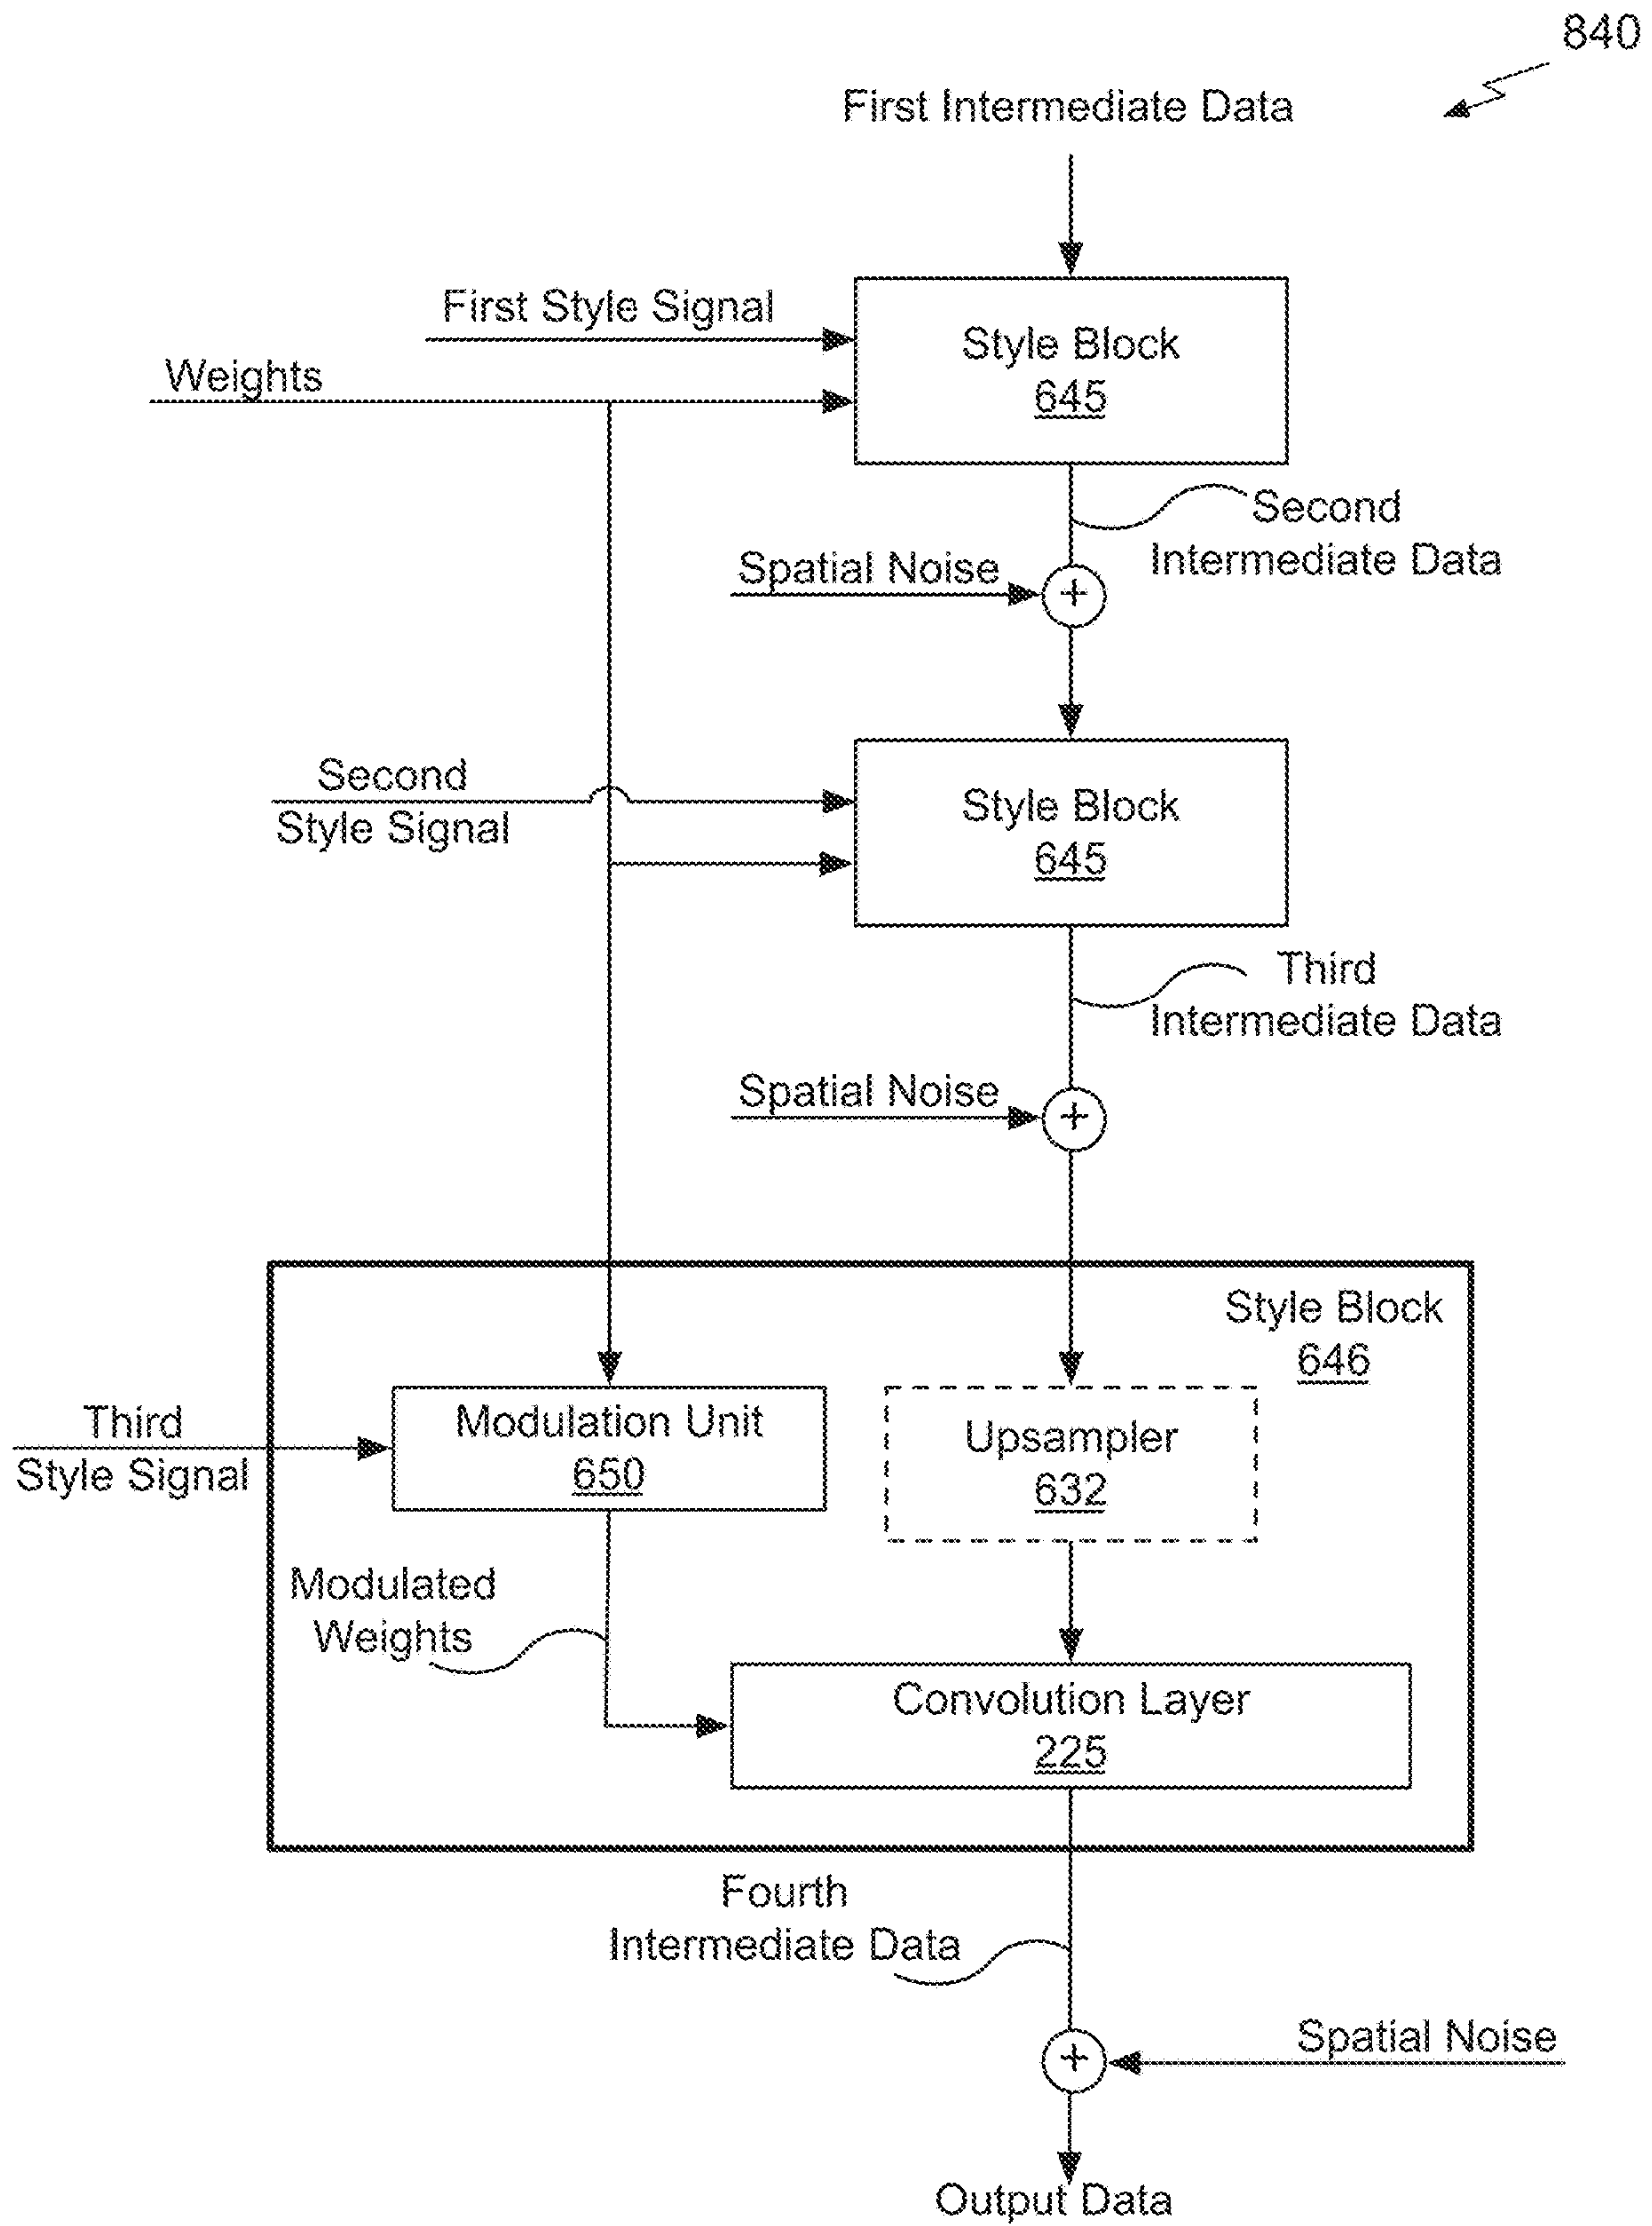 840
First Intermediate Data
First Style Signal
Weights
Style Block
645
Second
Intermediate Data
Spatial Noise
+
Second
Style Signal
Style Block
645
Third
Intermediate Data
Spatial Noise
+
Style Block
646
Third
Style Signal
Modulation Unit
650
Upsampler
632
Modulated
Weights
Convolution Layer
225
Fourth
Intermediate Data
Spatial Noise
+
Output Data